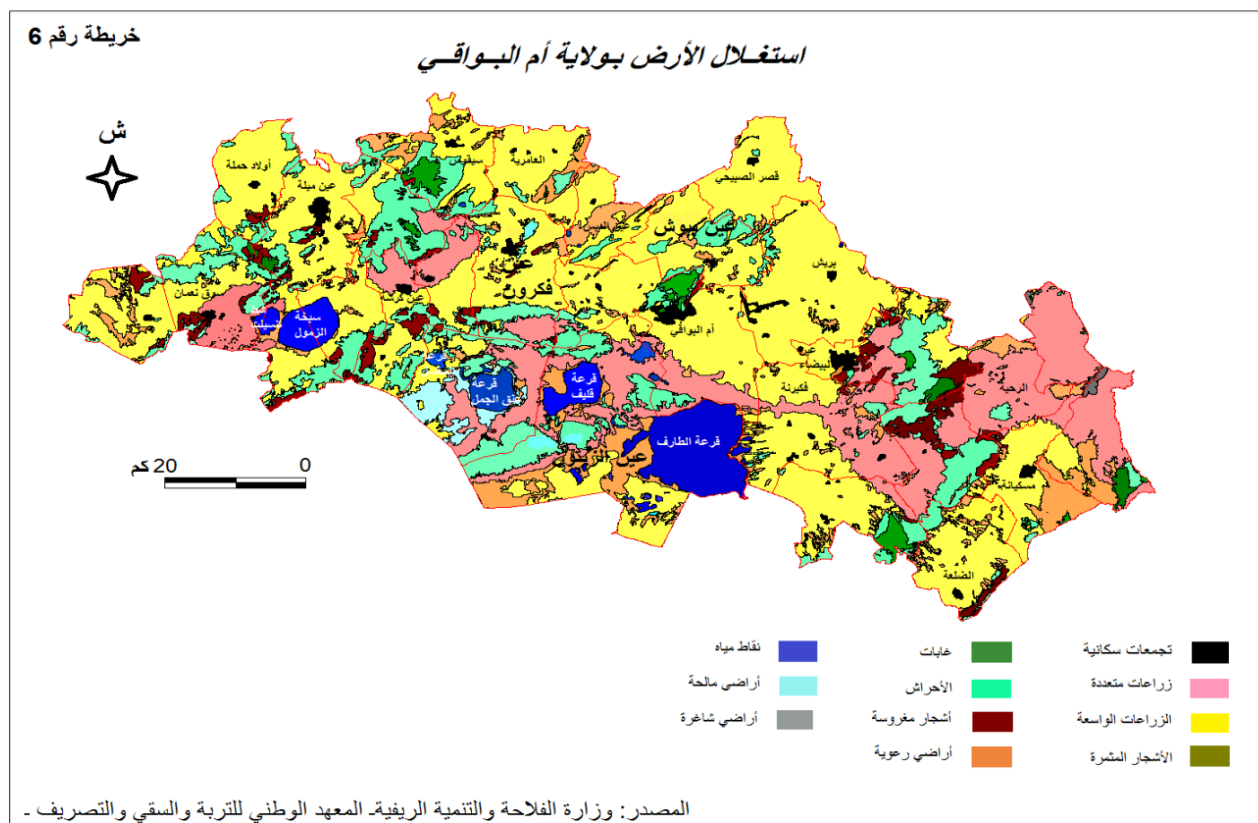 خريطة رقم 6
استغلال الأرض بولاية أم البواقي
ش
أولاد حملة
عين مليلة
سيقوس
العامرية
قصر الصبيحي
عين ببوش
بريش
عين
فكرون
أم البواقي
سبخة
الزمول
البيضاء
فكيرنة
الرحية
قرعة
عنق الجمل
قرعة
قليف
قرعة الطارف
عين الزيتون
مسكيانة
الضلعة
20 كم
0
تجمعات سكانية
زراعات متعددة
الزراعات الواسعة
الأشجار المثمرة
غابات
الأحراش
أشجار مغروسة
أراضي رعوية
نقاط مياه
أراضي مالحة
أراضي شاغرة
المصدر: وزارة الفلاحة والتنمية الريفية- المعهد الوطني للتربة والسقي والتصريف -